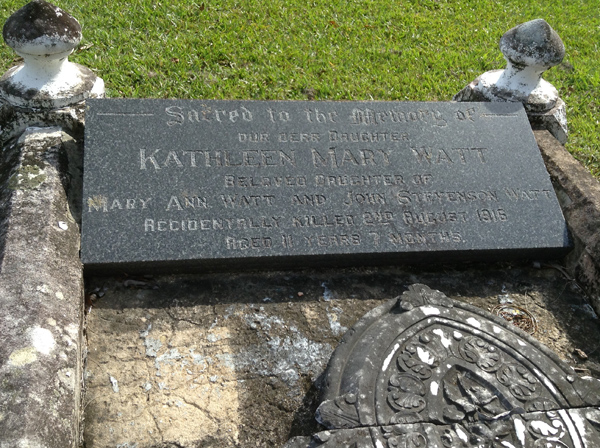 Sacred to the Memory of
OUR DEAR DAUGHTER
KATHLEEN MARY WATT
BELOVED DAUGHTER OF
MARY ANN WATT AND JOHN STEVENSON WATT
ACCIDENTALLY KILLED 2ND AUGUST 1916
AGED 11 YEARS 7 MONTHS.